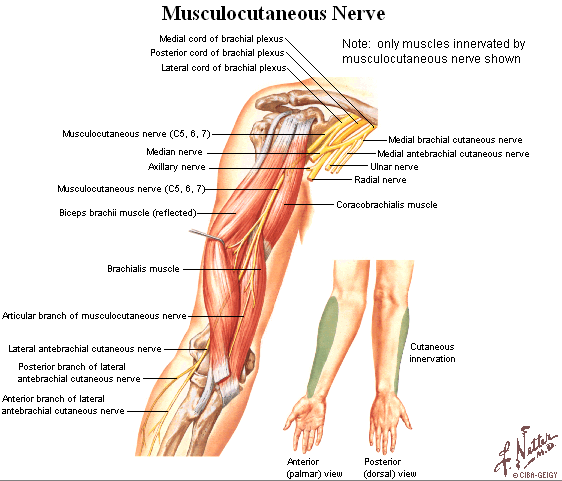 Musculocutaneous Nerve
Medial cord of brachial plexus
Posterior cord of brachial plexus
Lateral cord of brachial plexus
Note: only muscles innervated by
musculocutaneous nerve shown
Musculocutaneous nerve (C5, 6, 7)
Median nerve
Axillary nerve
Musculocutaneous nerve (C5, 6, 7)
Biceps brachii muscle (reflected)
Medial brachial cutaneous nerve
Medial antebrachial cutaneous nerve
Ulnar nerve
Radial nerve
Coracobrachialis muscle
Brachialis muscle
Articular branch of musculocutaneous nerve
Lateral antebrachial cutaneous nerve
Posterior branch of lateral
antebrachial cutaneous nerve
Anterior branch of lateral
antebrachial cutaneous nerve
Cutaneous
innervation
Anterior
(palmar) view
Posterior
(dorsal) view
F. Netter
M.D.
© CIBA-GEIGY